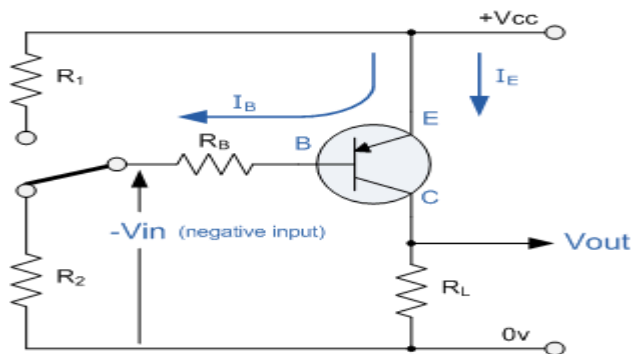 +Vcc
R1
IB
IE
E
RB
B
C
-Vin (negative input)
Vout
R2
RL
0v